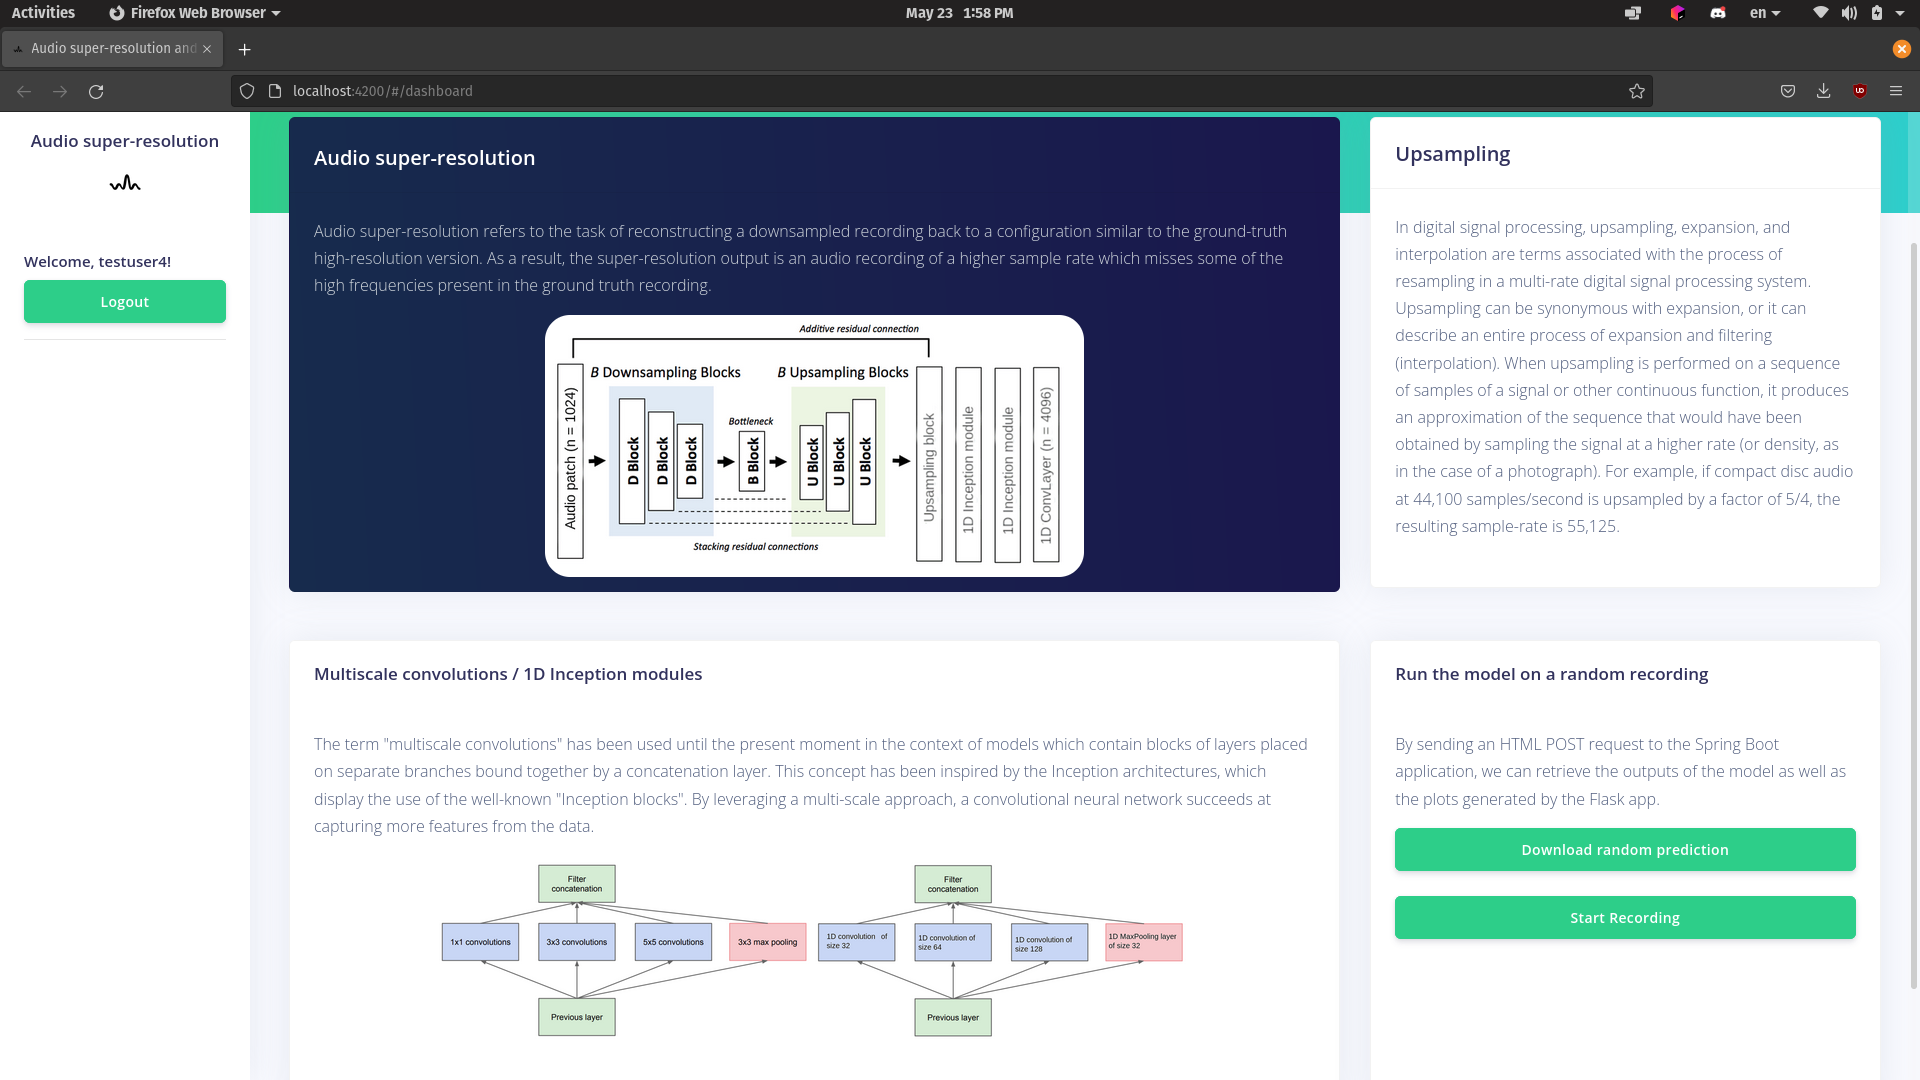 Activities
Firefox Web Browser
May 23 1:58 PM
en
Audio super-resolution and
localhost:4200/#/dashboard
Audio super-resolution
Welcome, testuser4!
Logout
Audio super-resolution
Audio super-resolution refers to the task of reconstructing a downsampled recording back to a configuration similar to the ground-truth
high-resolution version. As a result, the super-resolution output is an audio recording of a higher sample rate which misses some of the
high frequencies present in the ground truth recording.
Additive residual connection
B Downsampling Blocks
B Upsampling Blocks
Audio patch (n = 1024)
D Block
D Block
D Block
Bottleneck
B Block
U Block
U Block
U Block
Upsampling block
1D Inception module
1D Inception module
1D ConvLayer (n = 4096)
Stacking residual connections
Upsampling
In digital signal processing, upsampling, expansion, and
interpolation are terms associated with the process of
resampling in a multi-rate digital signal processing system.
Upsampling can be synonymous with expansion, or it can
describe an entire process of expansion and filtering
(interpolation). When upsampling is performed on a sequence
of samples of a signal or other continuous function, it produces
an approximation of the sequence that would have been
obtained by sampling the signal at a higher rate (or density, as
in the case of a photograph). For example, if compact disc audio
at 44,100 samples/second is upsampled by a factor of 5/4, the
resulting sample-rate is 55,125.
Multiscale convolutions / 1D Inception modules
The term "multiscale convolutions" has been used until the present moment in the context of models which contain blocks of layers placed
on separate branches bound together by a concatenation layer. This concept has been inspired by the Inception architectures, which
display the use of the well-known "Inception blocks". By leveraging a multi-scale approach, a convolutional neural network succeeds at
capturing more features from the data.
Filter
concatenation
1x1 convolutions
3x3 convolutions
5x5 convolutions
3x3 max pooling
Previous layer
Filter
concatenation
1D convolution of
size 32
1D convolution of
size 64
1D convolution of
size 128
1D MaxPooling layer
of size 32
Previous layer
Run the model on a random recording
By sending an HTML POST request to the Spring Boot
application, we can retrieve the outputs of the model as well as
the plots generated by the Flask app.
Download random prediction
Start Recording